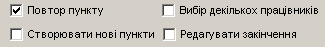 Повтор пункту
Вибір декількох працівників
Створювати нові пункти
Редагувати закінчення